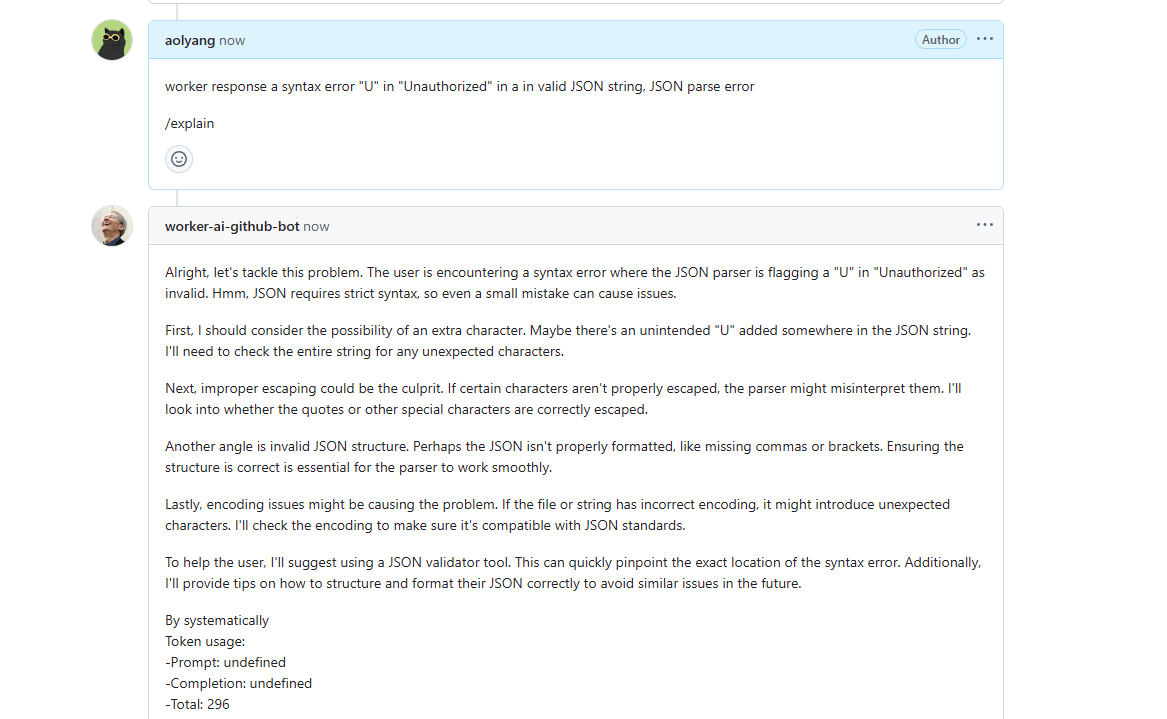 aolyang now
Author
worker response a syntax error "U" in "Unauthorized" in a in valid JSON string, JSON parse error
/explain
worker-ai-github-bot now
Alright, let's tackle this problem. The user is encountering a syntax error where the JSON parser is flagging a "U" in "Unauthorized" as
invalid. Hmm, JSON requires strict syntax, so even a small mistake can cause issues.
First, I should consider the possibility of an extra character. Maybe there's an unintended "U" added somewhere in the JSON string.
I'll need to check the entire string for any unexpected characters.
Next, improper escaping could be the culprit. If certain characters aren't properly escaped, the parser might misinterpret them. I'll
look into whether the quotes or other special characters are correctly escaped.
Another angle is invalid JSON structure. Perhaps the JSON isn't properly formatted, like missing commas or brackets. Ensuring the
structure is correct is essential for the parser to work smoothly.
Lastly, encoding issues might be causing the problem. If the file or string has incorrect encoding, it might introduce unexpected
characters. I'll check the encoding to make sure it's compatible with JSON standards.
To help the user, I'll suggest using a JSON validator tool. This can quickly pinpoint the exact location of the syntax error. Additionally,
I'll provide tips on how to structure and format their JSON correctly to avoid similar issues in the future.
By systematically
Token usage:
-Prompt: undefined
-Completion: undefined
-Total: 296